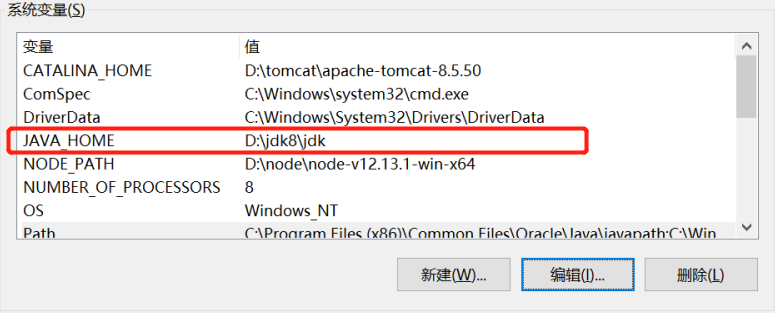 系统变量(S)
变量 值
CATALINA_HOME D:\tomcat\apache-tomcat-8.5.50
ComSpec C:\Windows\system32\cmd.exe
DriverData C:\Windows\System32\Drivers\DriverData
JAVA_HOME D:\jdk8\jdk
NODE_PATH D:\node\node-v12.13.1-win-x64
NUMBER_OF_PROCESSORS 8
OS Windows_NT
Path C:\Program Files (x86)\Common Files\Oracle\Java\javapath;C:\Win
新建(W)... 编辑(I)... 删除(L)